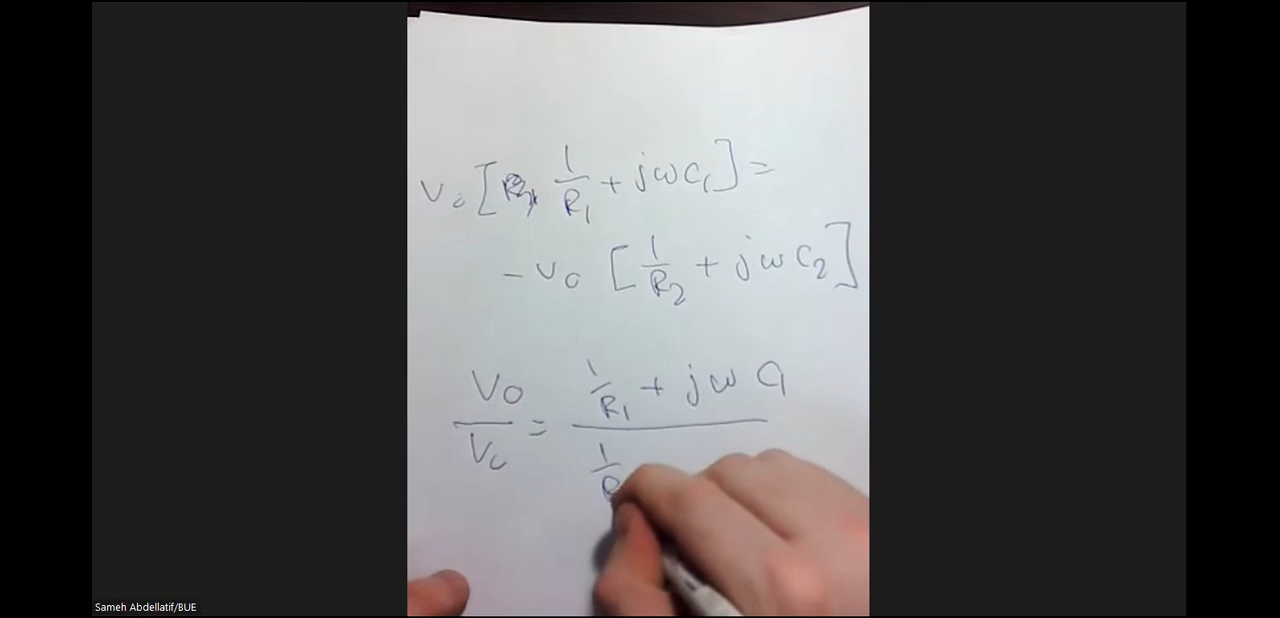 Vi [ 1/R1 + jωC1 ] =
- Vo [ 1/R2 + jωC2 ]
Vo/Vi = (1/R1 + jωC1) / (1/R
Sameh Abdellatif/BUE